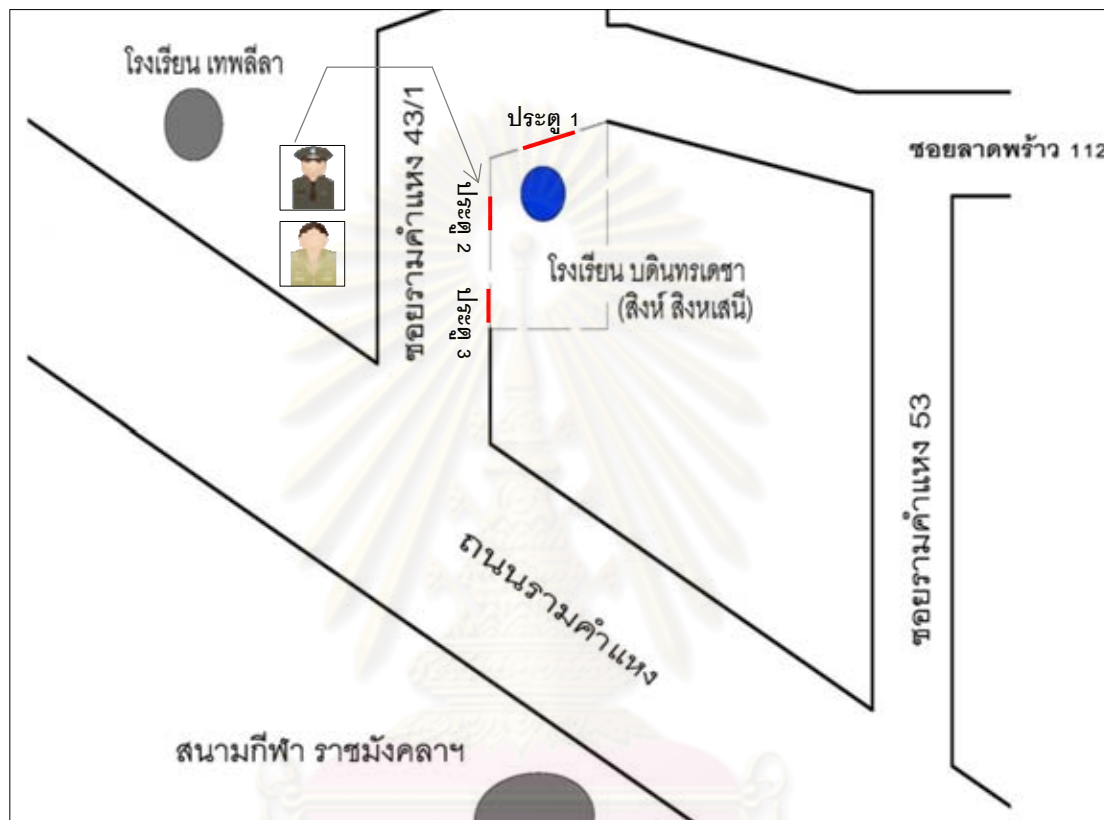 โรงเรียน เทพลีลา
ประตู 1
ซอยลาดพร้าว 112
ซอยรามคำแหง 43/1
ประตู 2
โรงเรียน บดินทรเดชา
(สิงห์ สิงหเสนี)
ประตู 3
ซอยรามคำแหง 53
ถนนรามคำแหง
สนามกีฬา ราชมังคลาฯ